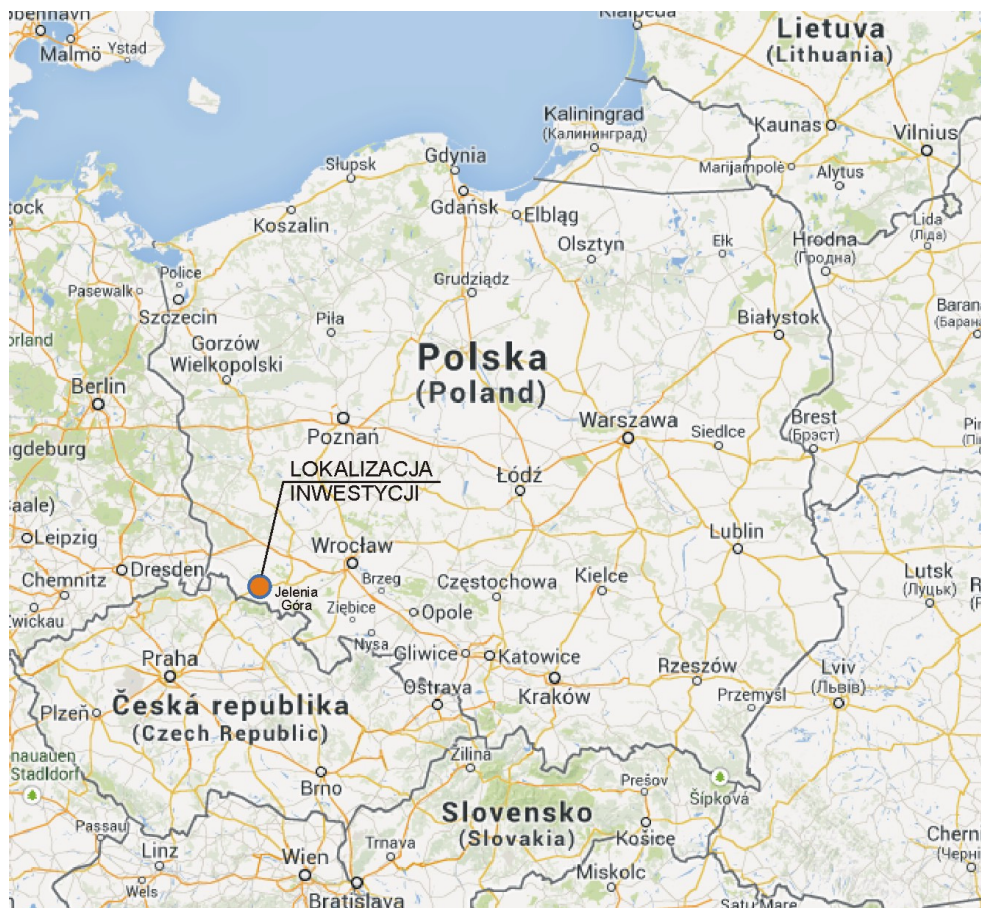 Malmö
Ystad
Klaipėda
Lietuva
(Lithuania)
Kaliningrad
(Калининград)
Kaunas
Vilnius
Marijampolė
Alytus
Słupsk
Gdynia
Gdańsk
Elbląg
Koszalin
Olsztyn
Ełk
Hrodna
(Гродна)
Lida
(Ліда)
Police
Pasewalk
Szczecin
Grudziądz
Piła
Białystok
Gorzów
Wielkopolski
Polska
(Poland)
Berlin
Poznań
Warszawa
Siedlce
Brest
(Брэст)
LOKALIZACJA
INWESTYCJI
Łódź
Leipzig
Dresden
Chemnitz
Wrocław
Lublin
Jelenia
Góra
Brzeg
Częstochowa
Kielce
Lutsk
(Луцьк)
Ziębice
Opole
Nysa
Gliwice
Katowice
Praha
Rzeszów
Lviv
(Львів)
Ostrava
Kraków
Przemyśl
Plzeň
Česká republika
(Czech Republic)
Žilina
Prešov
Šípková
Brno
Slovensko
(Slovakia)
Košice
Passau
Linz
Wels
Wien
Trnava
Bratislava
Miskolc
Satu Mare